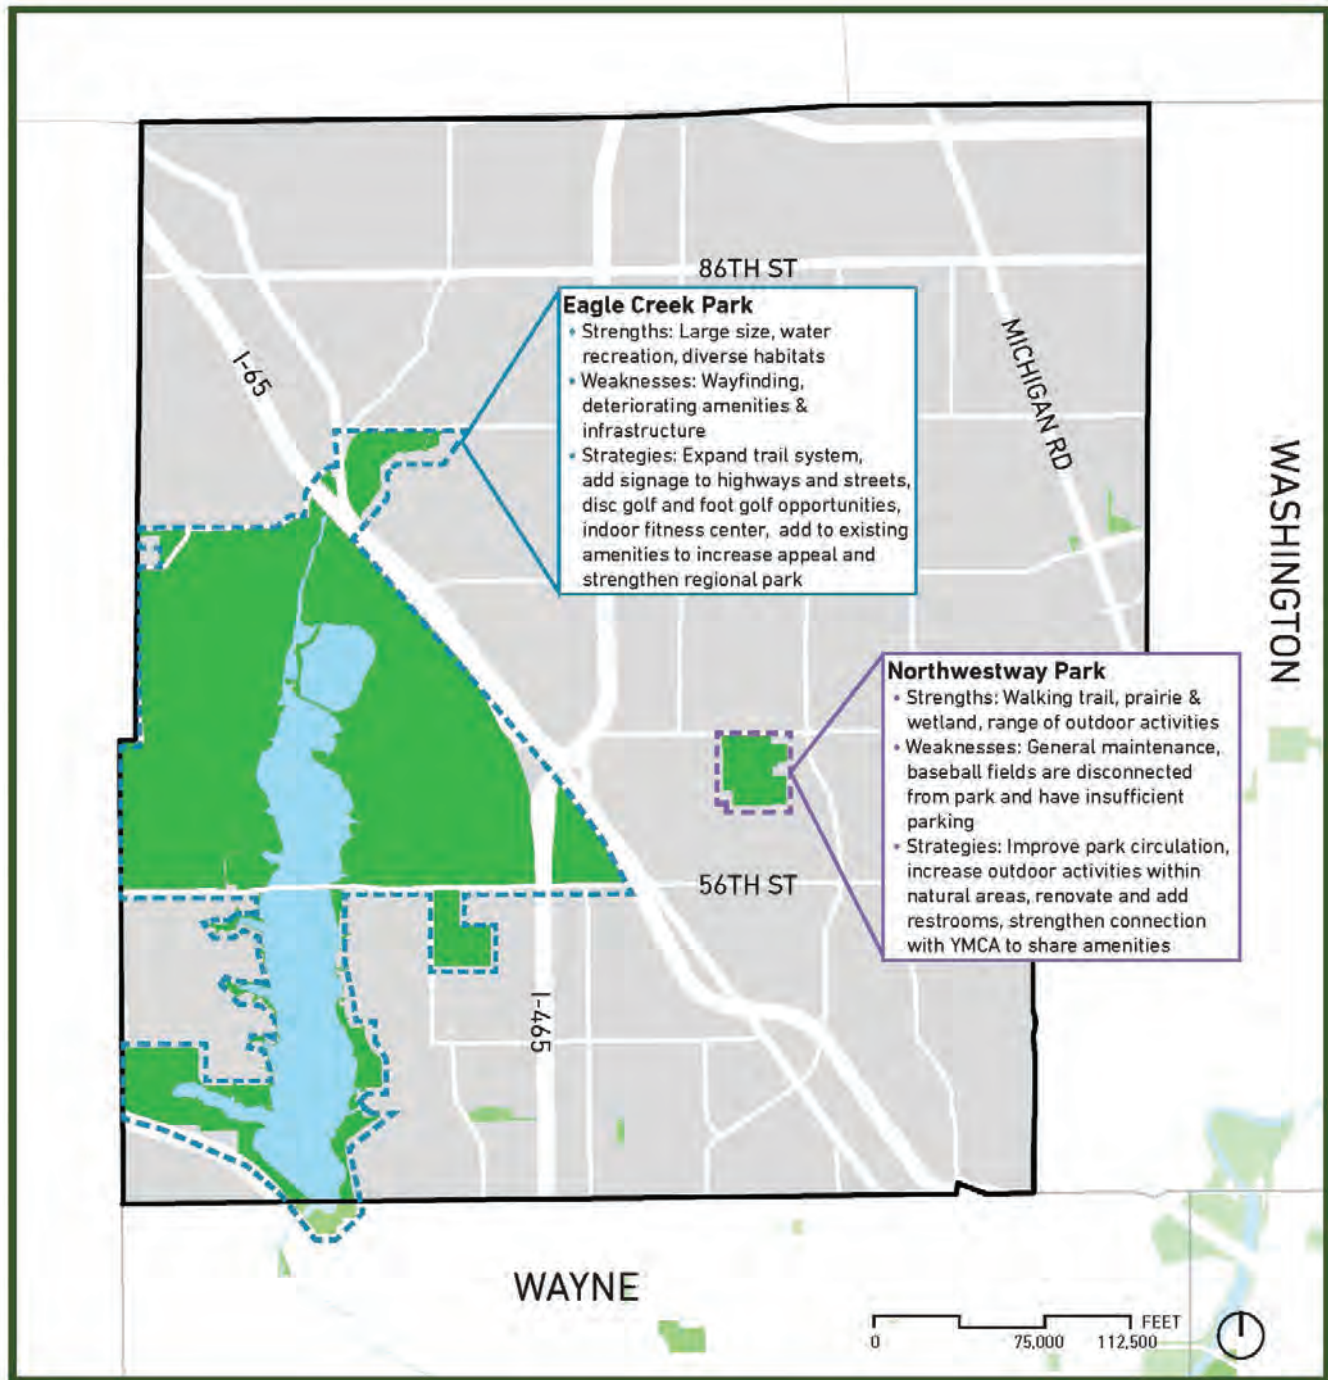 86TH ST
Eagle Creek Park
• Strengths: Large size, water
recreation, diverse habitats
• Weaknesses: Wayfinding,
deteriorating amenities &
infrastructure
• Strategies: Expand trail system,
add signage to highways and streets,
disc golf and foot golf opportunities,
indoor fitness center, add to existing
amenities to increase appeal and
strengthen regional park
I-65
MICHIGAN RD
WASHINGTON
Northwestway Park
• Strengths: Walking trail, prairie &
wetland, range of outdoor activities
• Weaknesses: General maintenance,
baseball fields are disconnected
from park and have insufficient
parking
• Strategies: Improve park circulation,
increase outdoor activities within
natural areas, renovate and add
restrooms, strengthen connection
with YMCA to share amenities
56TH ST
I-465
WAYNE
FEET
0 75,000 112,500